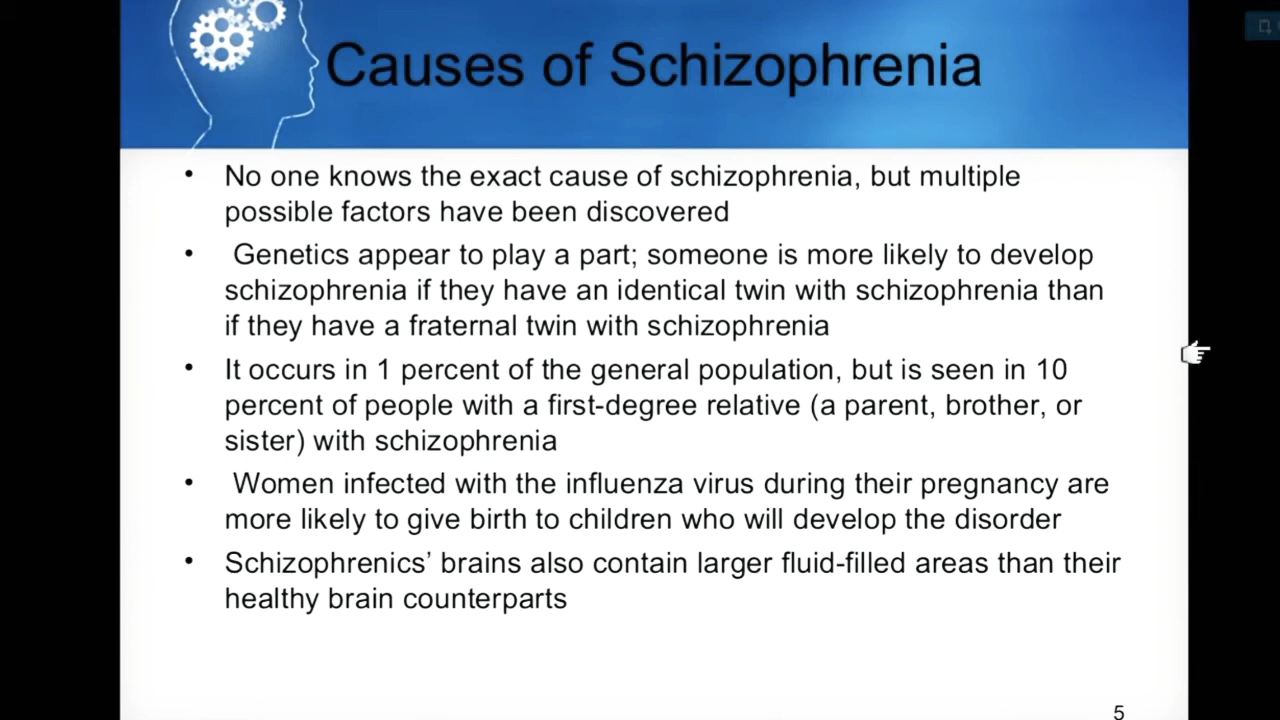 Causes of Schizophrenia
• No one knows the exact cause of schizophrenia, but multiple
possible factors have been discovered
• Genetics appear to play a part; someone is more likely to develop
schizophrenia if they have an identical twin with schizophrenia than
if they have a fraternal twin with schizophrenia
• It occurs in 1 percent of the general population, but is seen in 10
percent of people with a first-degree relative (a parent, brother, or
sister) with schizophrenia
• Women infected with the influenza virus during their pregnancy are
more likely to give birth to children who will develop the disorder
• Schizophrenics’ brains also contain larger fluid-filled areas than their
healthy brain counterparts
5